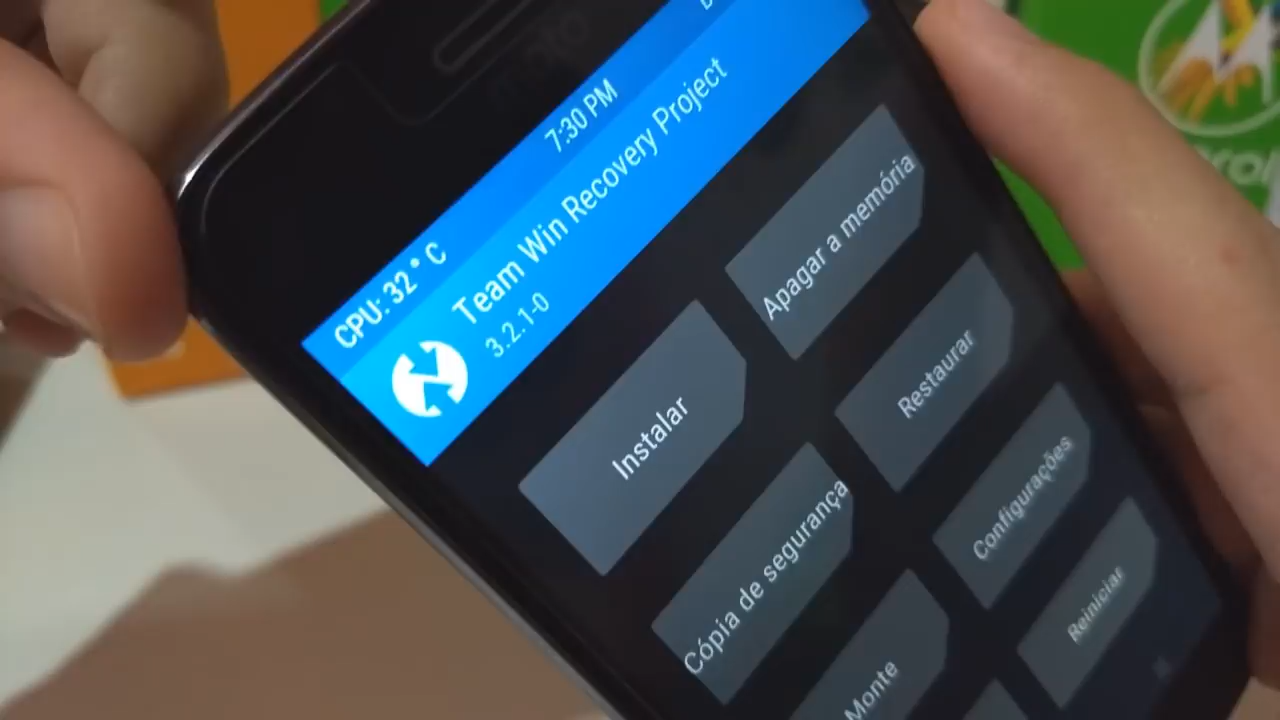 moto
7:30 PM
CPU: 32° C
Team Win Recovery Project
3.2.1-0
Instalar
Apagar a memória
Cópia de segurança
Restaurar
Monte
Configurações
Reiniciar